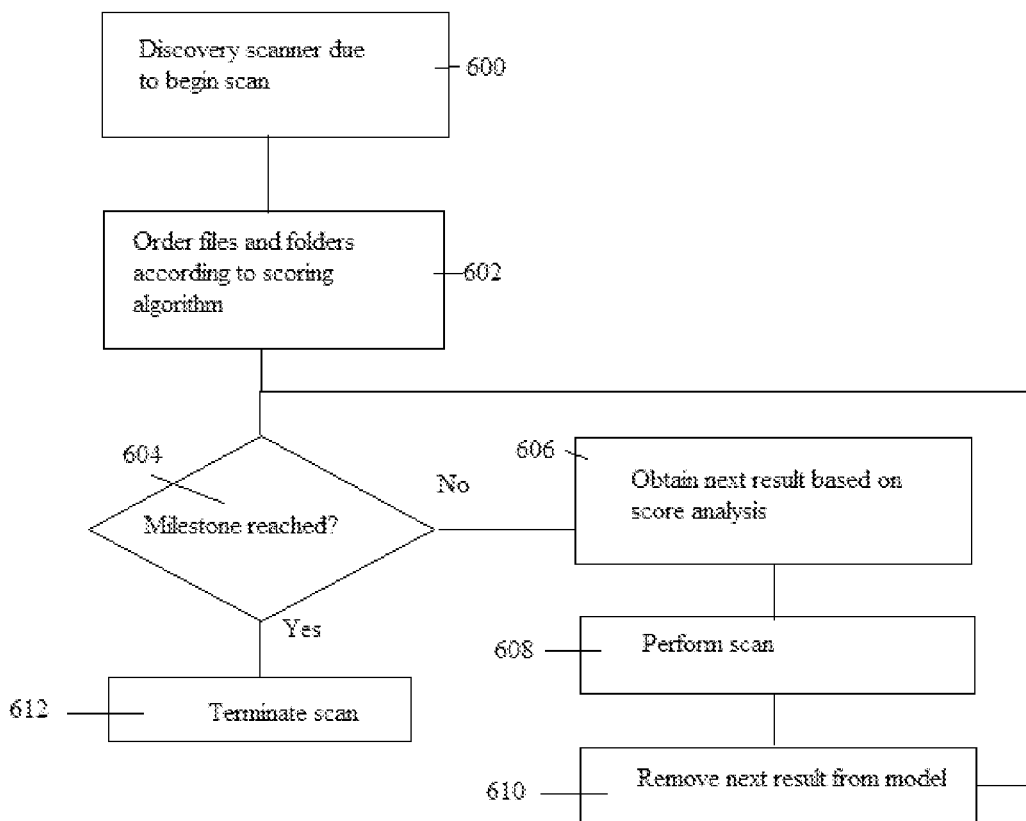 Discovery scanner due
to begin scan
600
Order files and folders
according to scoring
algorithm
602
604
Milestone reached?
No
Yes
606
Obtain next result based on
score analysis
608
Perform scan
610
Remove next result from model
612
Terminate scan